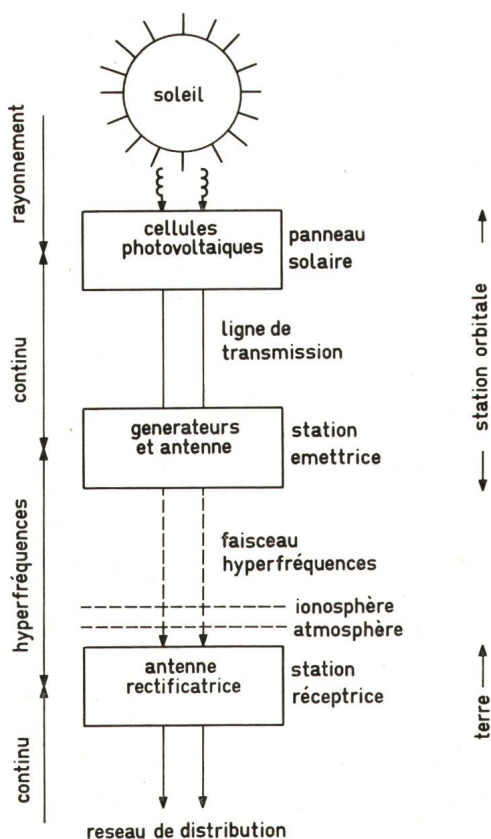 soleil
rayonnement
cellules
photovoltaiques
panneau
solaire
continu
ligne de
transmission
station orbitale
generateurs
et antenne
station
emettrice
hyperfréquences
faisceau
hyperfréquences
ionosphère
atmosphère
antenne
rectificatrice
station
réceptrice
terre
continu
reseau de distribution